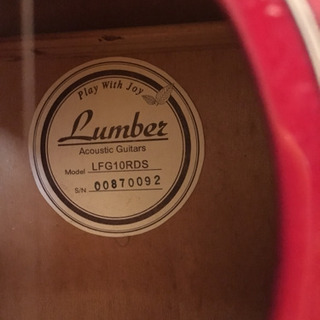 Play With Joy
Lumber
Acoustic Guitars
Model LFG10RDS
S/N 00870092